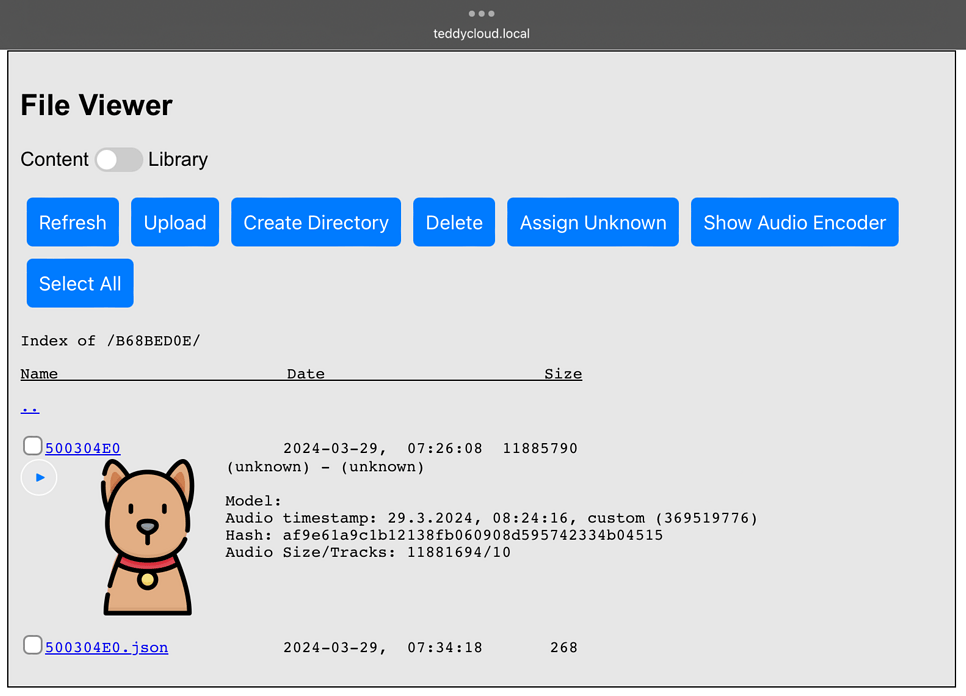 teddycloud.local
File Viewer
Content Library
Refresh Upload Create Directory Delete Assign Unknown Show Audio Encoder
Select All
Index of /B68BED0E/
Name Date Size
..
500304E0 2024-03-29, 07:26:08 11885790
(unknown) - (unknown)
Model:
Audio timestamp: 29.3.2024, 08:24:16, custom (369519776)
Hash: af9e61a9c1b12138fb060908d595742334b04515
Audio Size/Tracks: 11881694/10
500304E0.json 2024-03-29, 07:34:18 268